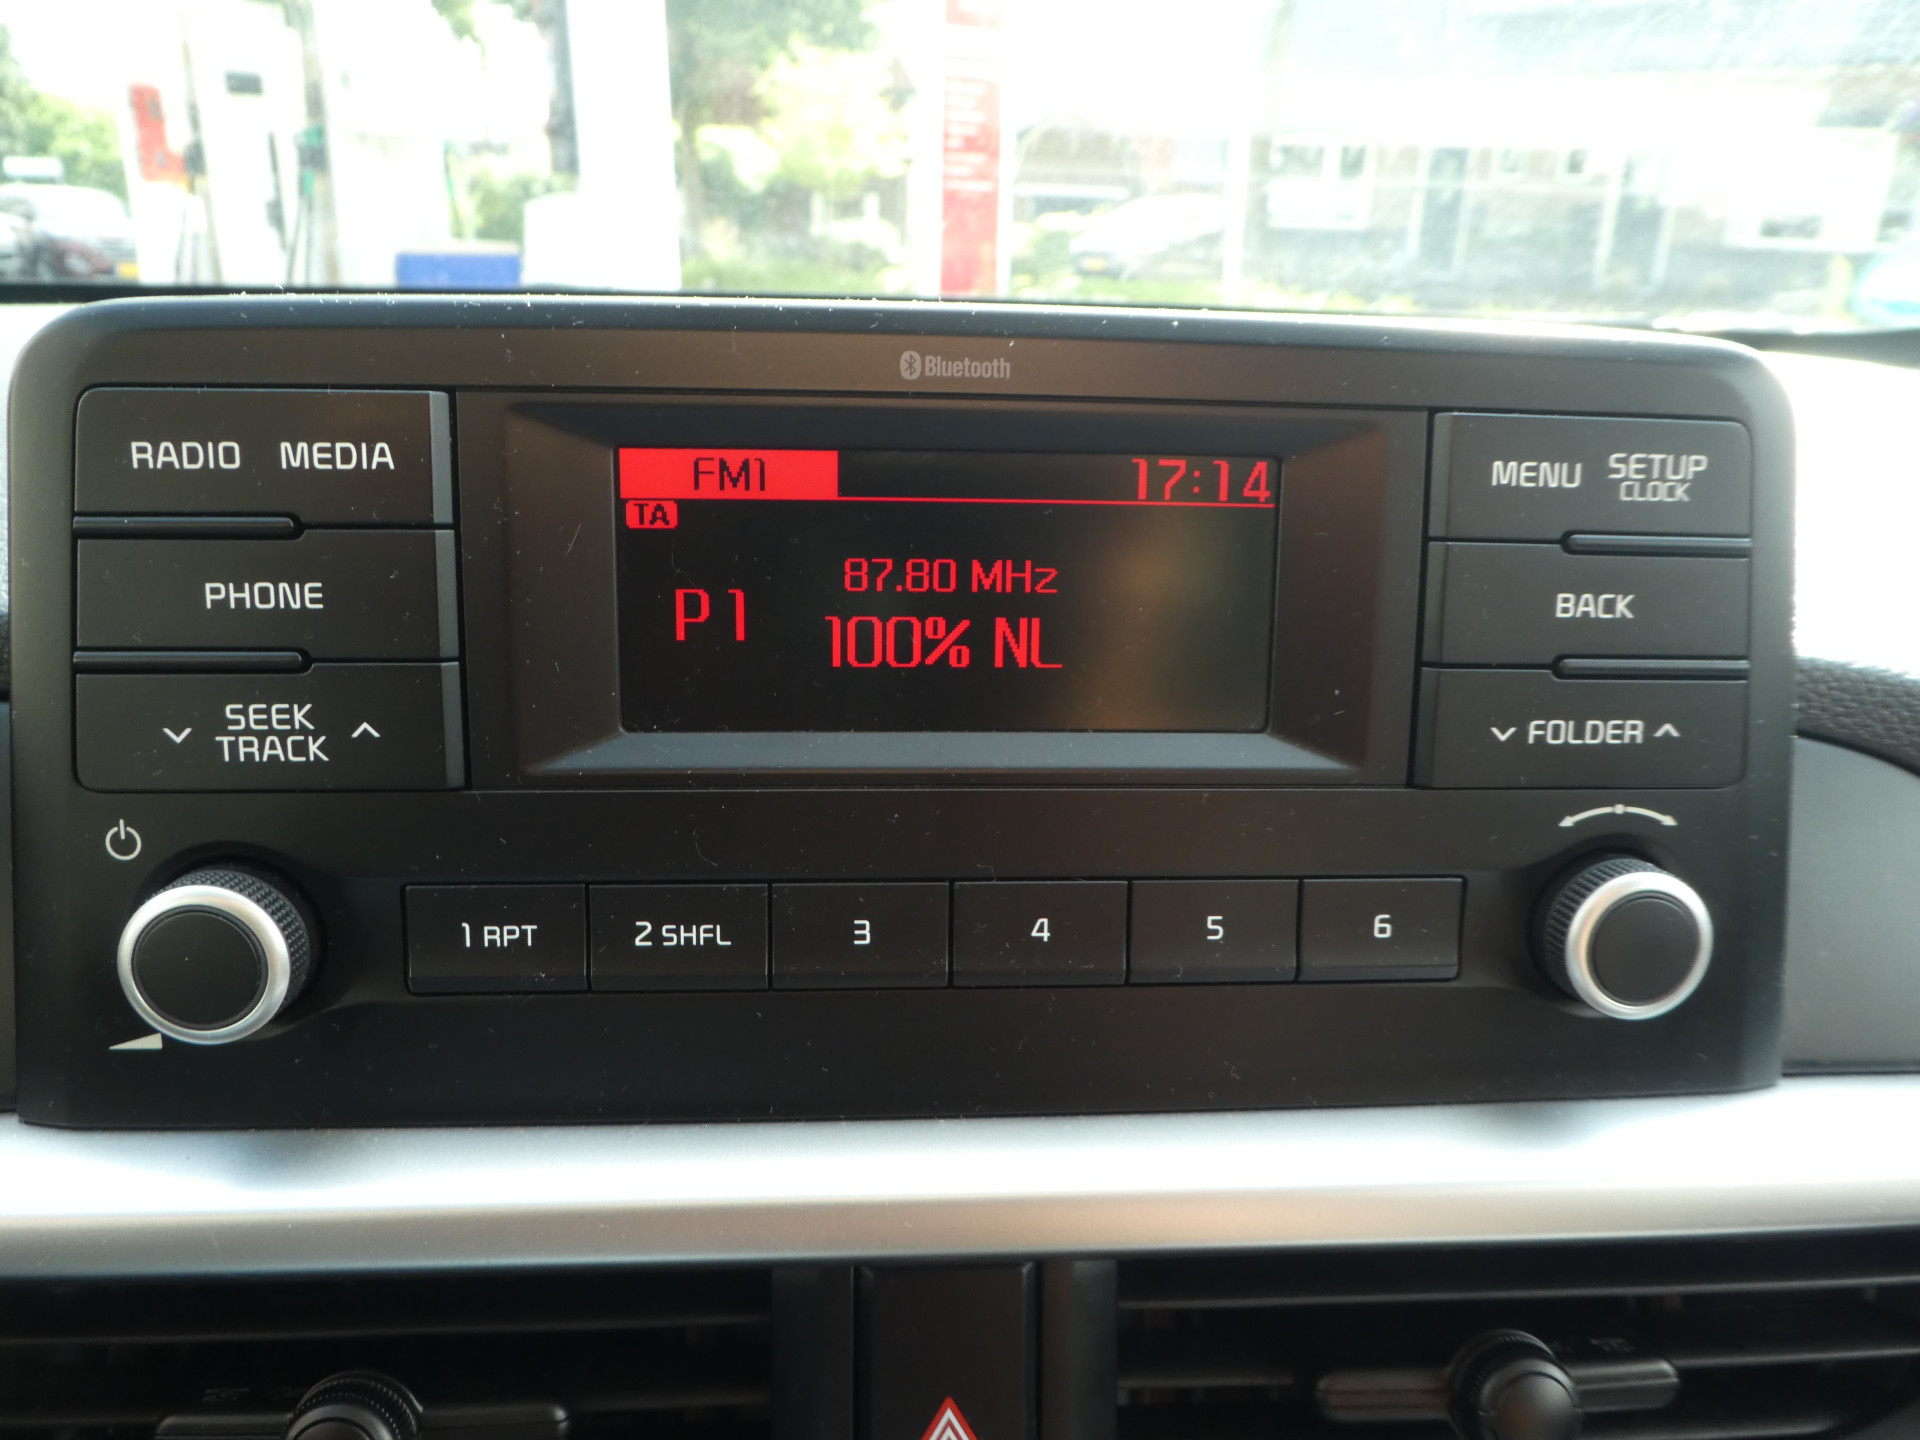 Bluetooth
RADIO MEDIA
FM1 17:14
MENU SETUP
CLOCK
TA
PHONE
87.80 MHz
P1 100% NL
BACK
SEEK
TRACK
FOLDER
1 RPT 2 SHFL 3 4 5 6